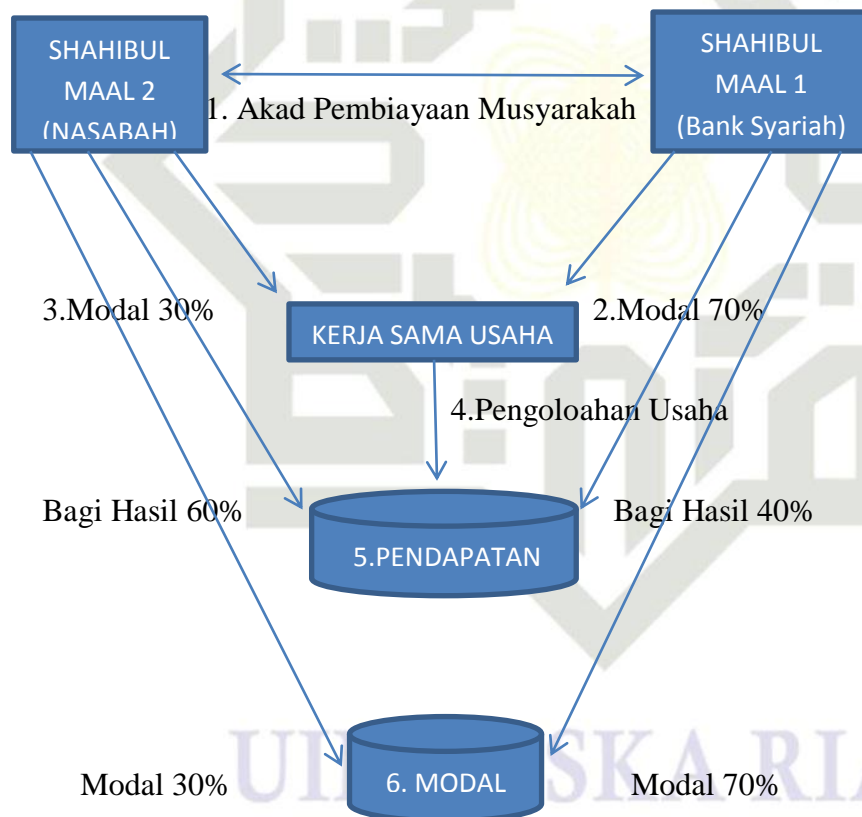 SHAHIBUL
MAAL 2
(NASABAH)
SHAHIBUL
MAAL 1
(Bank Syariah)
1. Akad Pembiayaan Musyarakah
3.Modal 30%
2.Modal 70%
KERJA SAMA USAHA
4.Pengoloahan Usaha
Bagi Hasil 60%
Bagi Hasil 40%
5.PENDAPATAN
Modal 30%
6. MODAL
Modal 70%